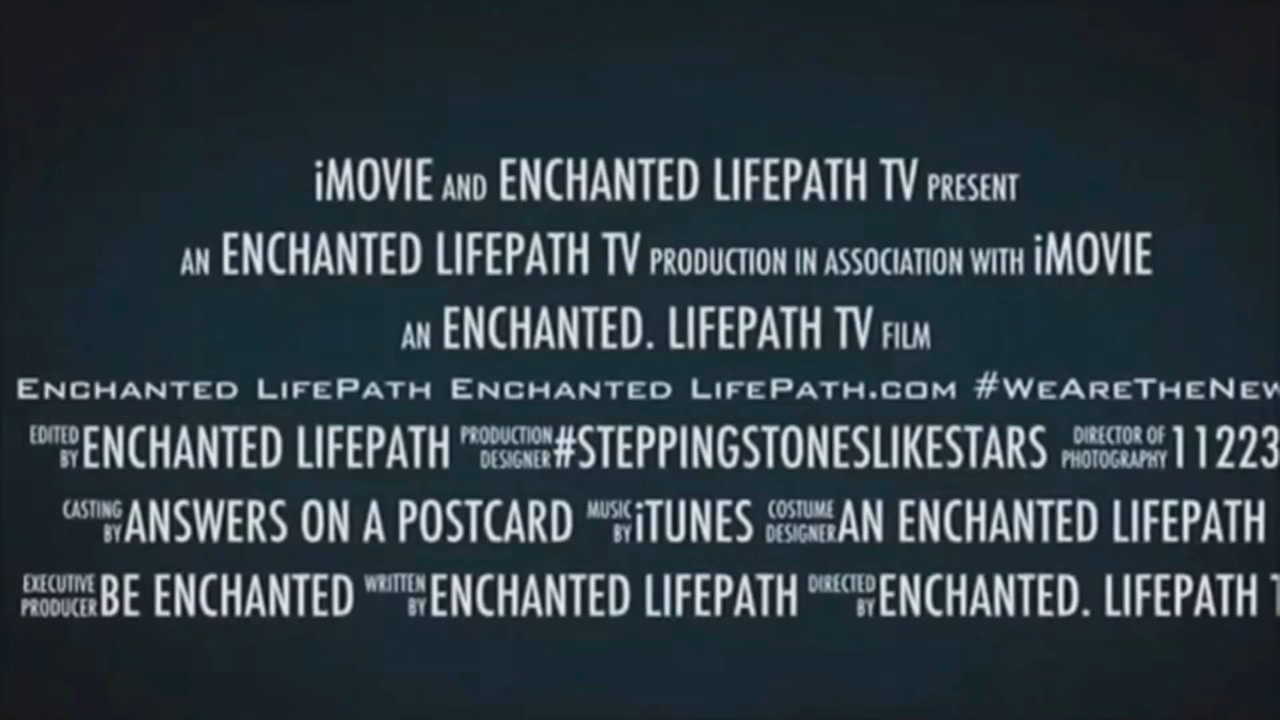 iMOVIE AND ENCHANTED LIFEPATH TV PRESENT
AN ENCHANTED LIFEPATH TV PRODUCTION IN ASSOCIATION WITH iMOVIE
AN ENCHANTED. LIFEPATH TV FILM
ENCHANTED LIFEPATH ENCHANTED LIFEPATH.COM #WEARETHENEW
EDITED BY ENCHANTED LIFEPATH PRODUCTION DESIGNER #STEPPINGSTONESLIKESTARS DIRECTOR OF PHOTOGRAPHY 11223
CASTING BY ANSWERS ON A POSTCARD MUSIC BY iTUNES COSTUME DESIGNER AN ENCHANTED LIFEPATH
EXECUTIVE PRODUCER BE ENCHANTED WRITTEN BY ENCHANTED LIFEPATH DIRECTED BY ENCHANTED. LIFEPATH